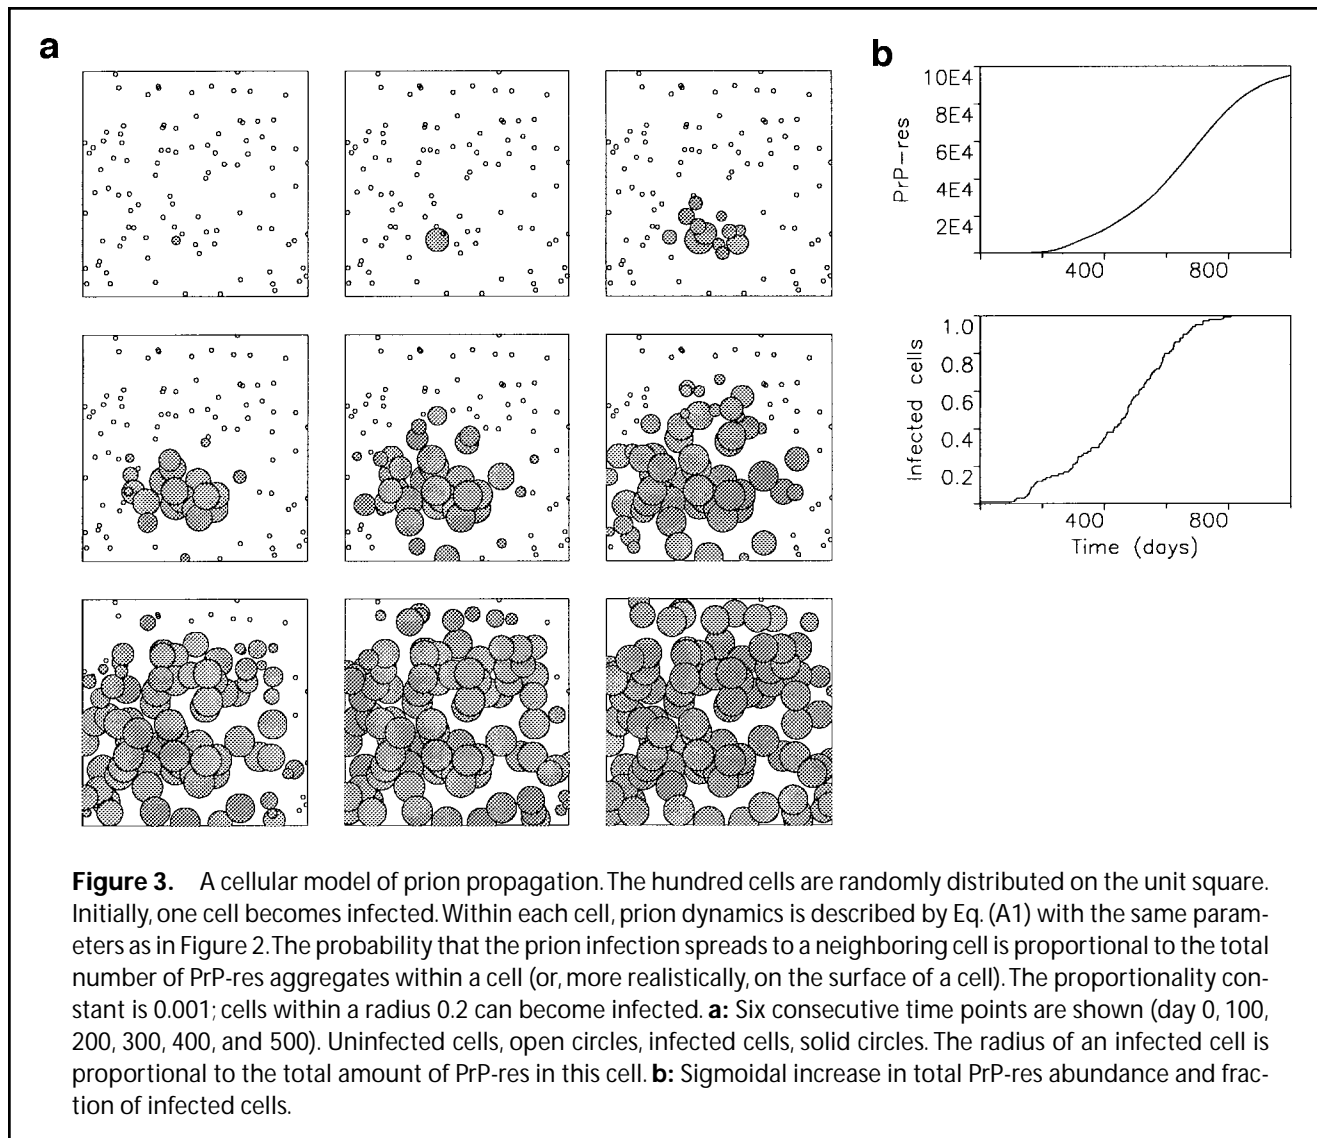 a
b
10E4
8E4
6E4
4E4
2E4
PrP-res
400 800
1.0
0.8
0.6
0.4
0.2
Infected cells
400 800
Time (days)
Figure 3. A cellular model of prion propagation. The hundred cells are randomly distributed on the unit square.
Initially, one cell becomes infected. Within each cell, prion dynamics is described by Eq. (A1) with the same param-
eters as in Figure 2. The probability that the prion infection spreads to a neighboring cell is proportional to the total
number of PrP-res aggregates within a cell (or, more realistically, on the surface of a cell). The proportionality con-
stant is 0.001; cells within a radius 0.2 can become infected. a: Six consecutive time points are shown (day 0, 100,
200, 300, 400, and 500). Uninfected cells, open circles, infected cells, solid circles. The radius of an infected cell is
proportional to the total amount of PrP-res in this cell. b: Sigmoidal increase in total PrP-res abundance and frac-
tion of infected cells.